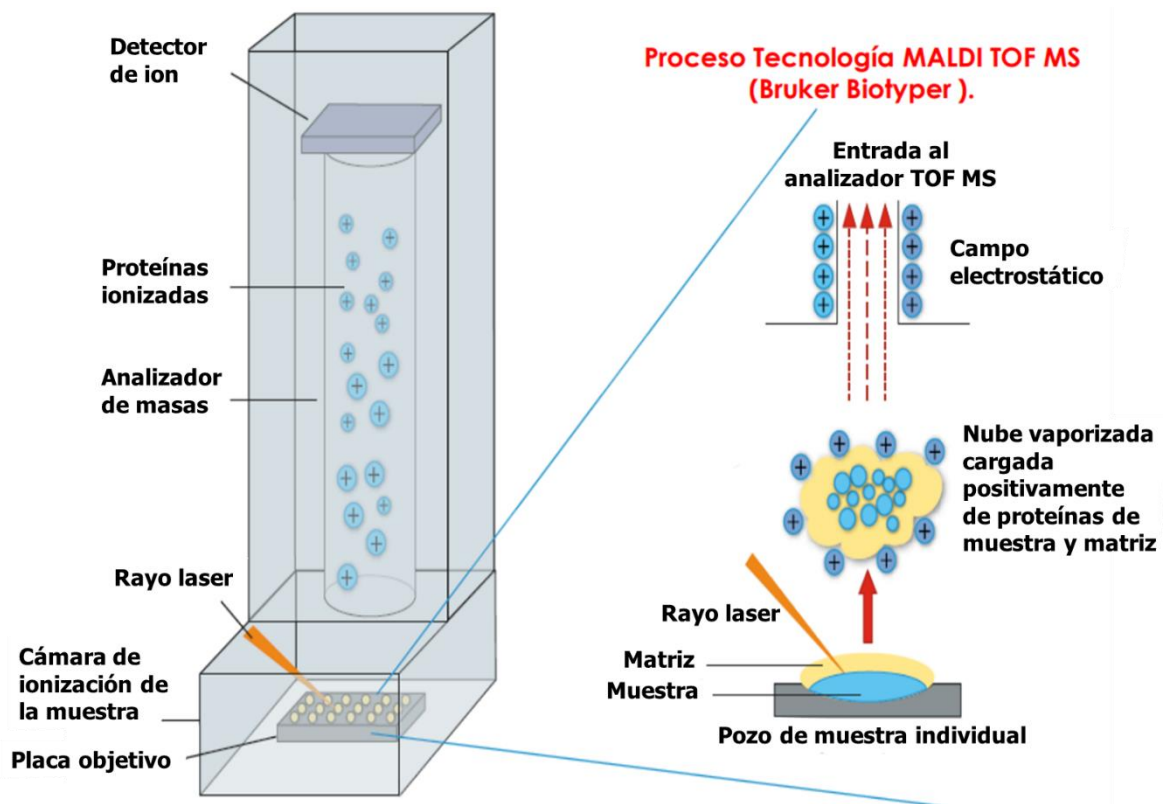 Detector
de ion
Proteínas
ionizadas
Analizador
de masas
Rayo laser
Cámara de
ionización de
la muestra
Placa objetivo
Proceso Tecnología MALDI TOF MS
(Bruker Biotyper ).
Entrada al
analizador TOF MS
Campo
electrostático
Nube vaporizada
cargada
positivamente
de proteínas de
muestra y matriz
Rayo laser
Matriz
Muestra
Pozo de muestra individual